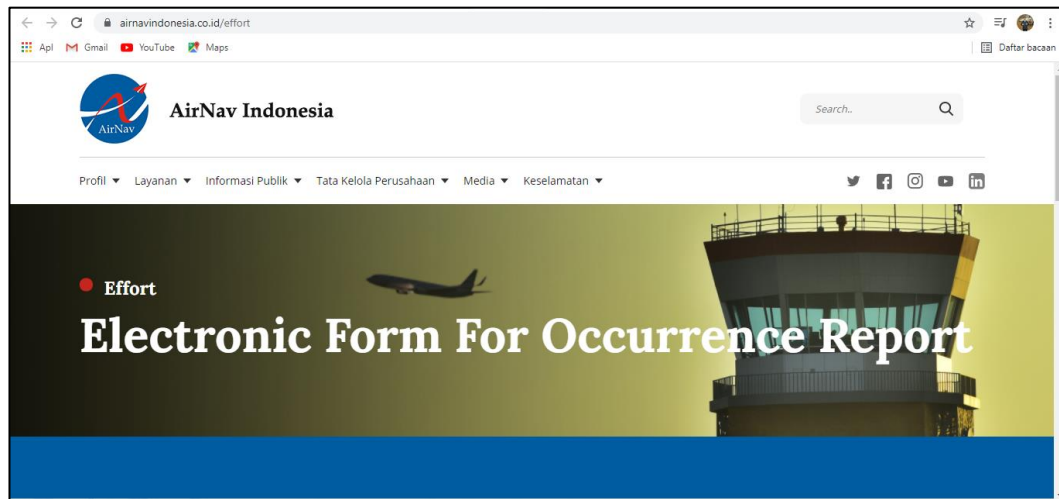 airnavindonesia.co.id/effort
Apl Gmail YouTube Maps Daftar bacaan
AirNav
AirNav Indonesia
Search..
Profil Layanan Informasi Publik Tata Kelola Perusahaan Media Keselamatan
Effort
Electronic Form For Occurrence Report